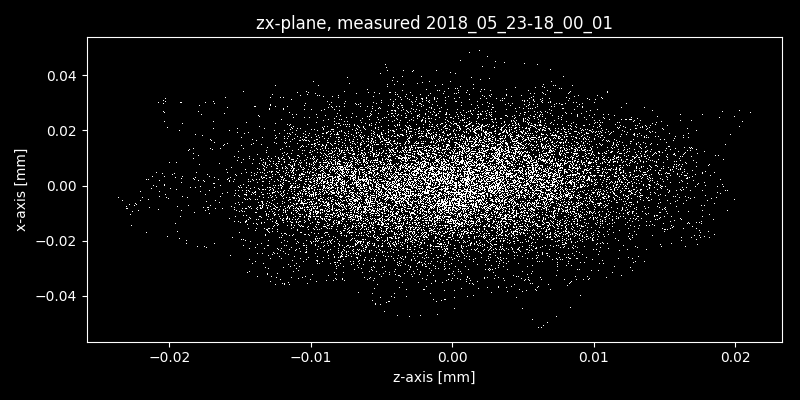 zx-plane, measured 2018_05_23-18_00_01
0.04
0.02
0.00
−0.02
−0.04
x-axis [mm]
−0.02 −0.01 0.00 0.01 0.02
z-axis [mm]